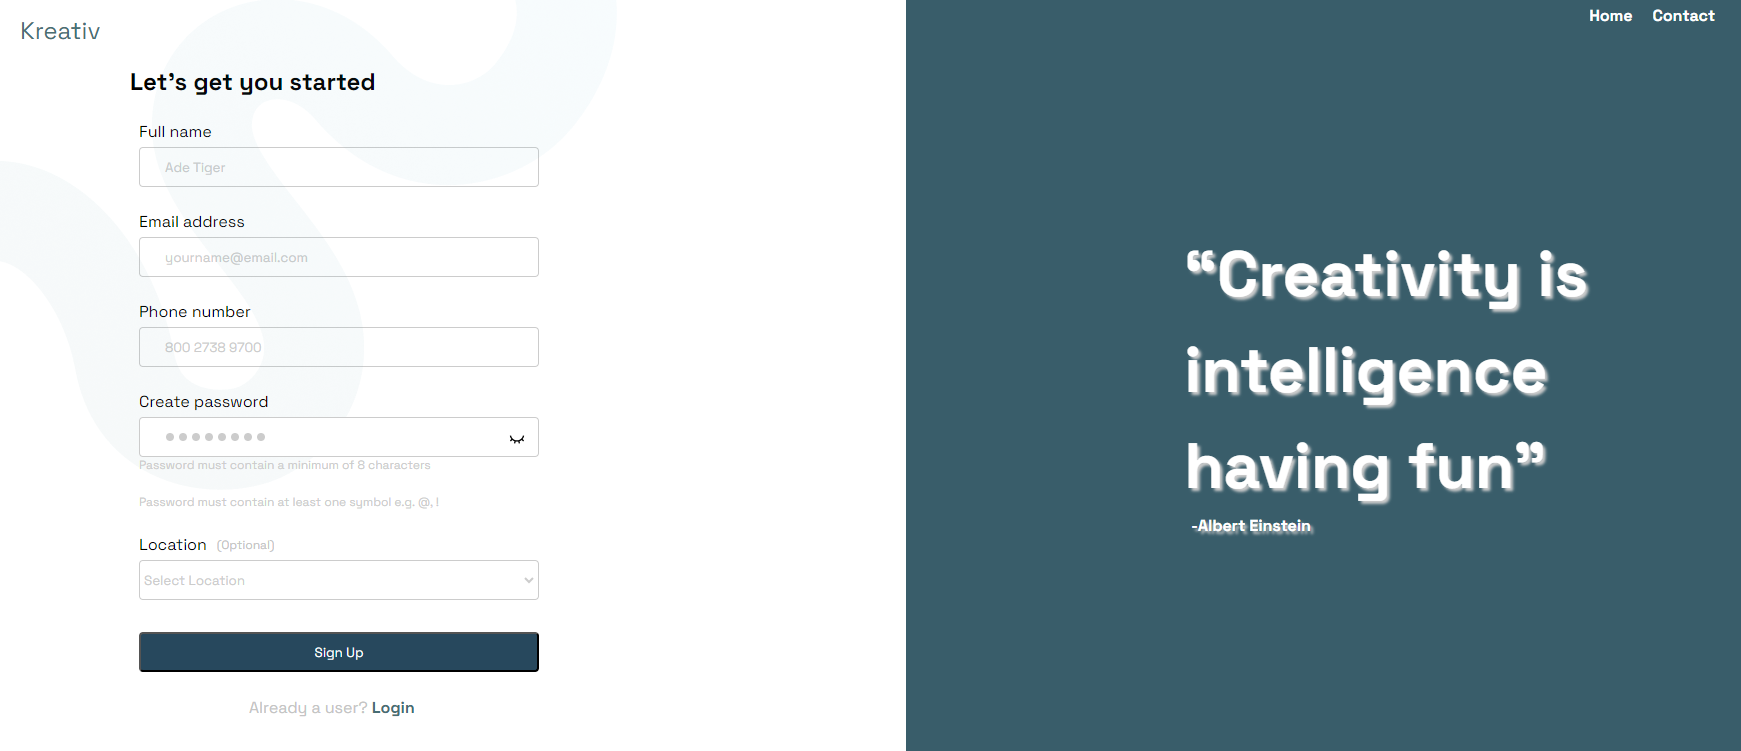 Kreativ
Home Contact
Let's get you started
Full name
Ade Tiger
Email address
yourname@email.com
Phone number
800 2738 9700
Create password
Password must contain a minimum of 8 characters
Password must contain at least one symbol e.g. @, !
Location (Optional)
Select Location
Sign Up
Already a user? Login
“Creativity is
intelligence
having fun”
-Albert Einstein